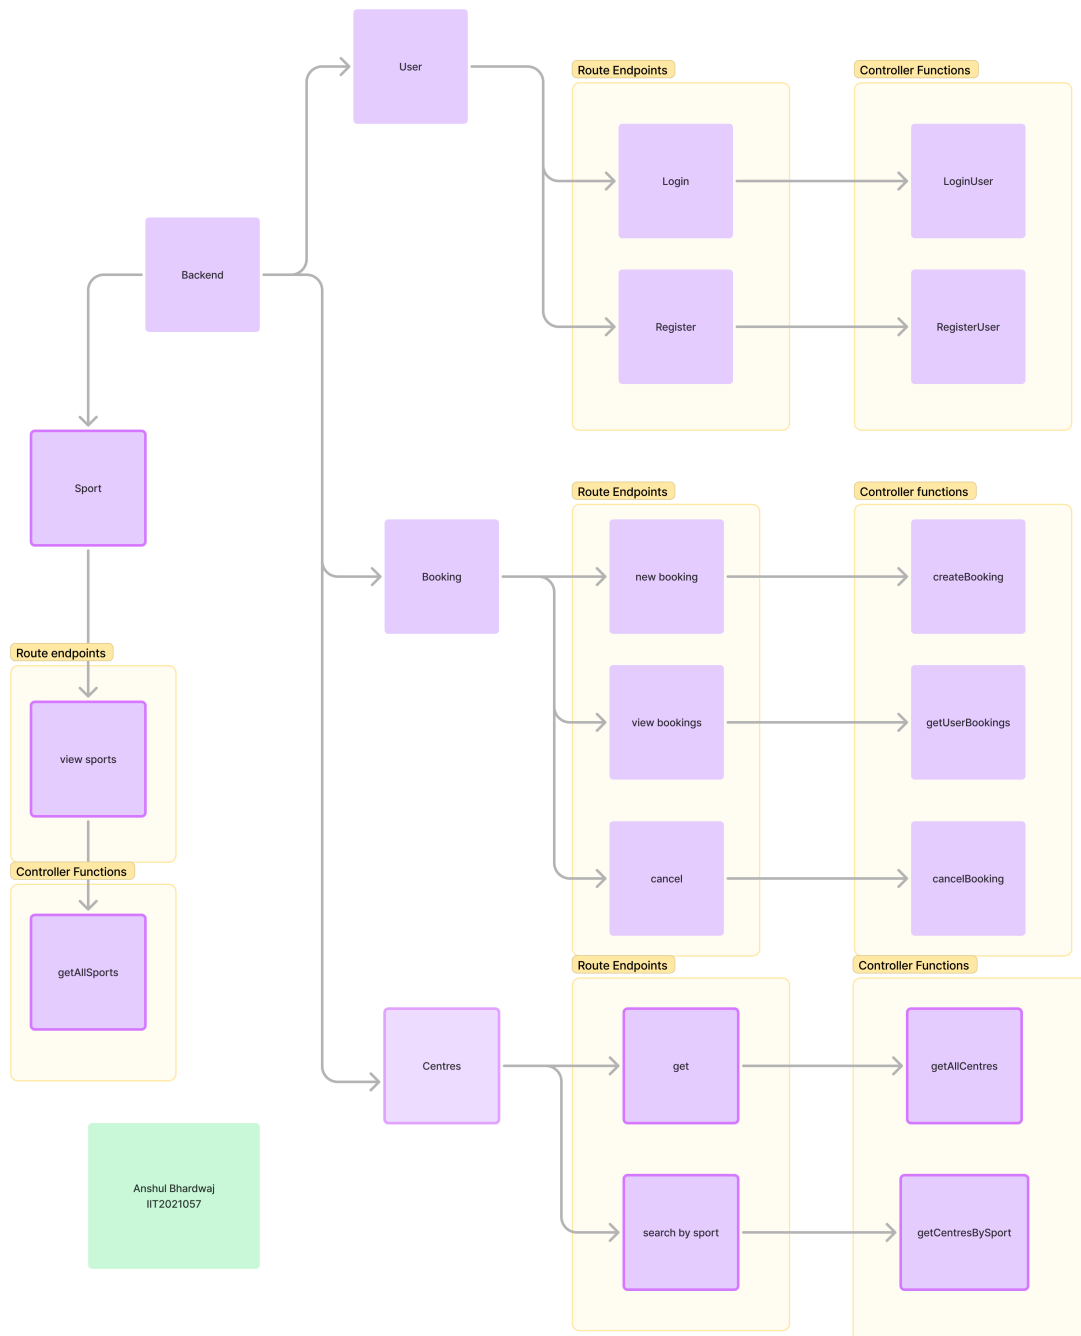 User
Route Endpoints
Controller Functions
Login
LoginUser
Backend
Register
RegisterUser
Sport
Route Endpoints
Controller functions
Booking
new booking
createBooking
Route endpoints
view bookings
getUserBookings
view sports
Controller Functions
cancel
cancelBooking
getAllSports
Route Endpoints
Controller Functions
Centres
get
getAllCentres
Anshul Bhardwaj
IIT2021057
search by sport
getCentresBySport